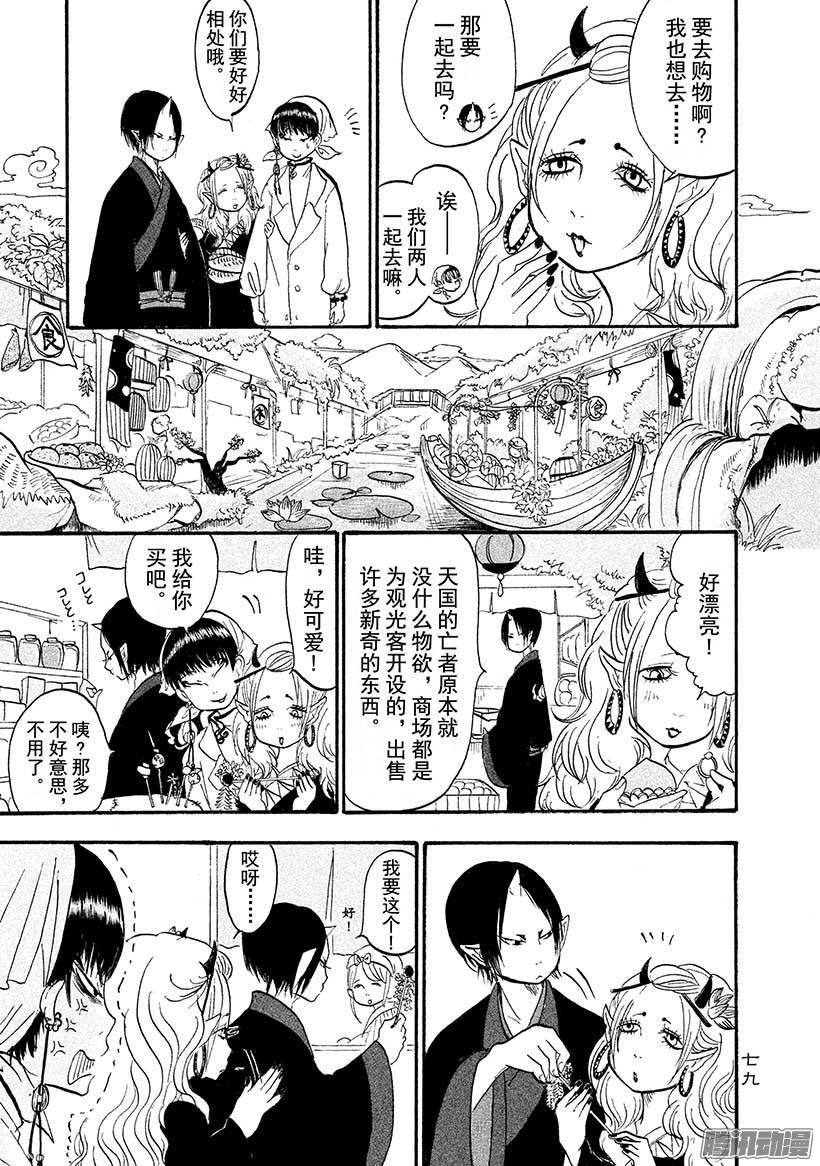 要去购物啊？
我也想去……
那要
一起去吗？
诶——
我们两人
一起去嘛。
你们要好好
相处哦。
食
食
食
好漂亮！
天国的亡者原本就
没什么物欲，商场都是
为观光客开设的，出售
许多新奇的东西。
哇，好可爱！
我给你
买吧。
コトッ
コトッ
咦？那多
不好意思，
不用了。
我要这个！
好！
哎呀……
七九
腾讯动漫